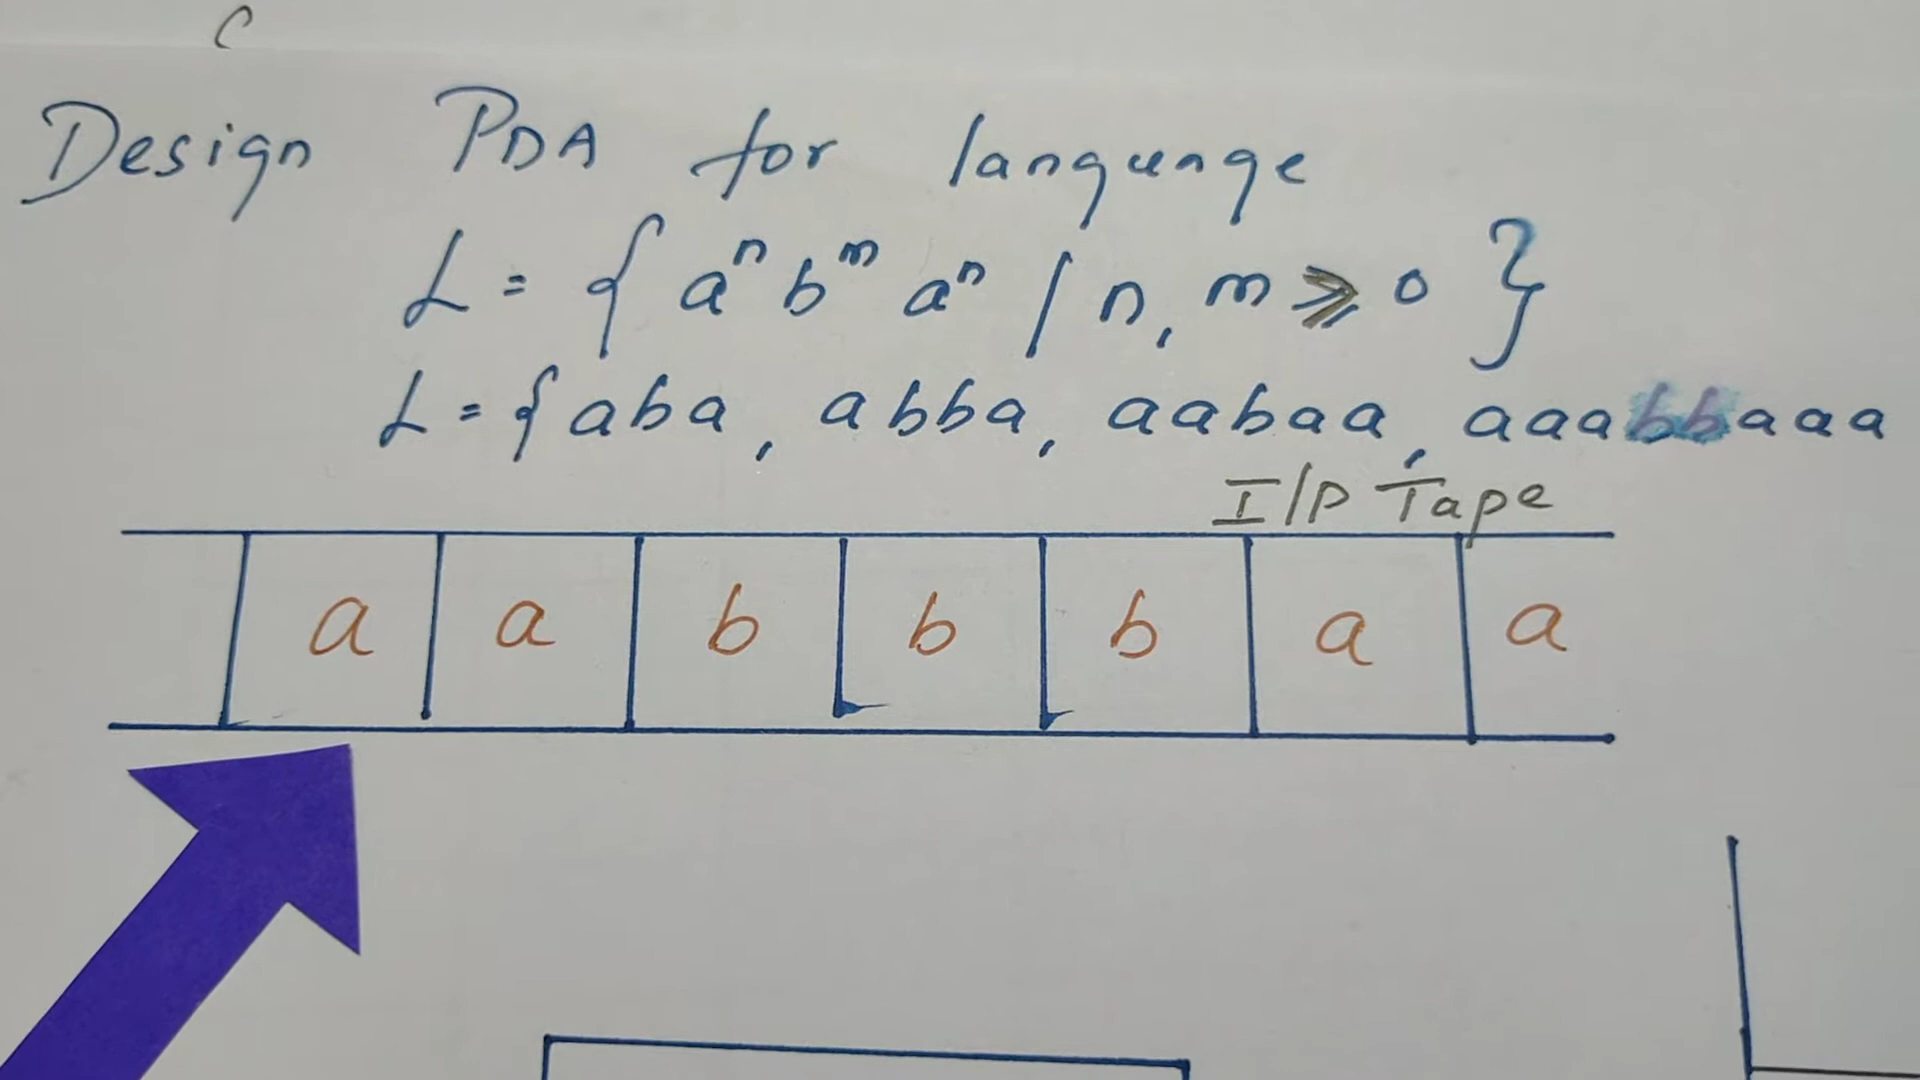 Design PDA for language
L = { aⁿ bᵐ aⁿ / n, m ⩾ 0 }
L = { aba, abba, aabaa, aaabbaaa
I/P Tape
a a b b b a a